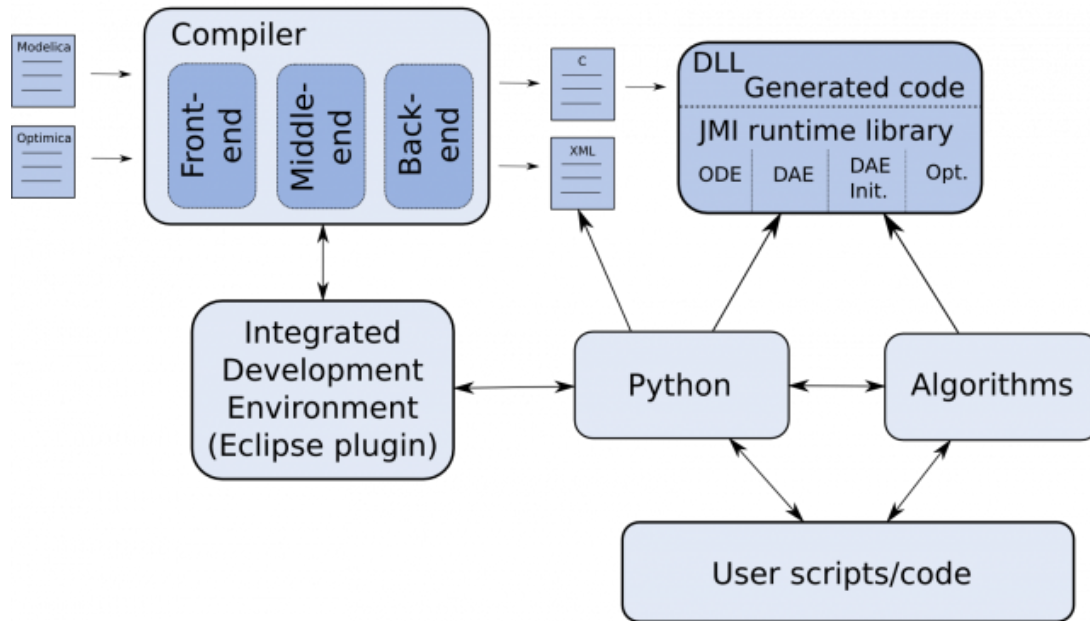 Modelica
Optimica
Compiler
Front-
end
Middle-
end
Back-
end
C
XML
DLL
Generated code
JMI runtime library
ODE
DAE
DAE
Init.
Opt.
Integrated
Development
Environment
(Eclipse plugin)
Python
Algorithms
User scripts/code